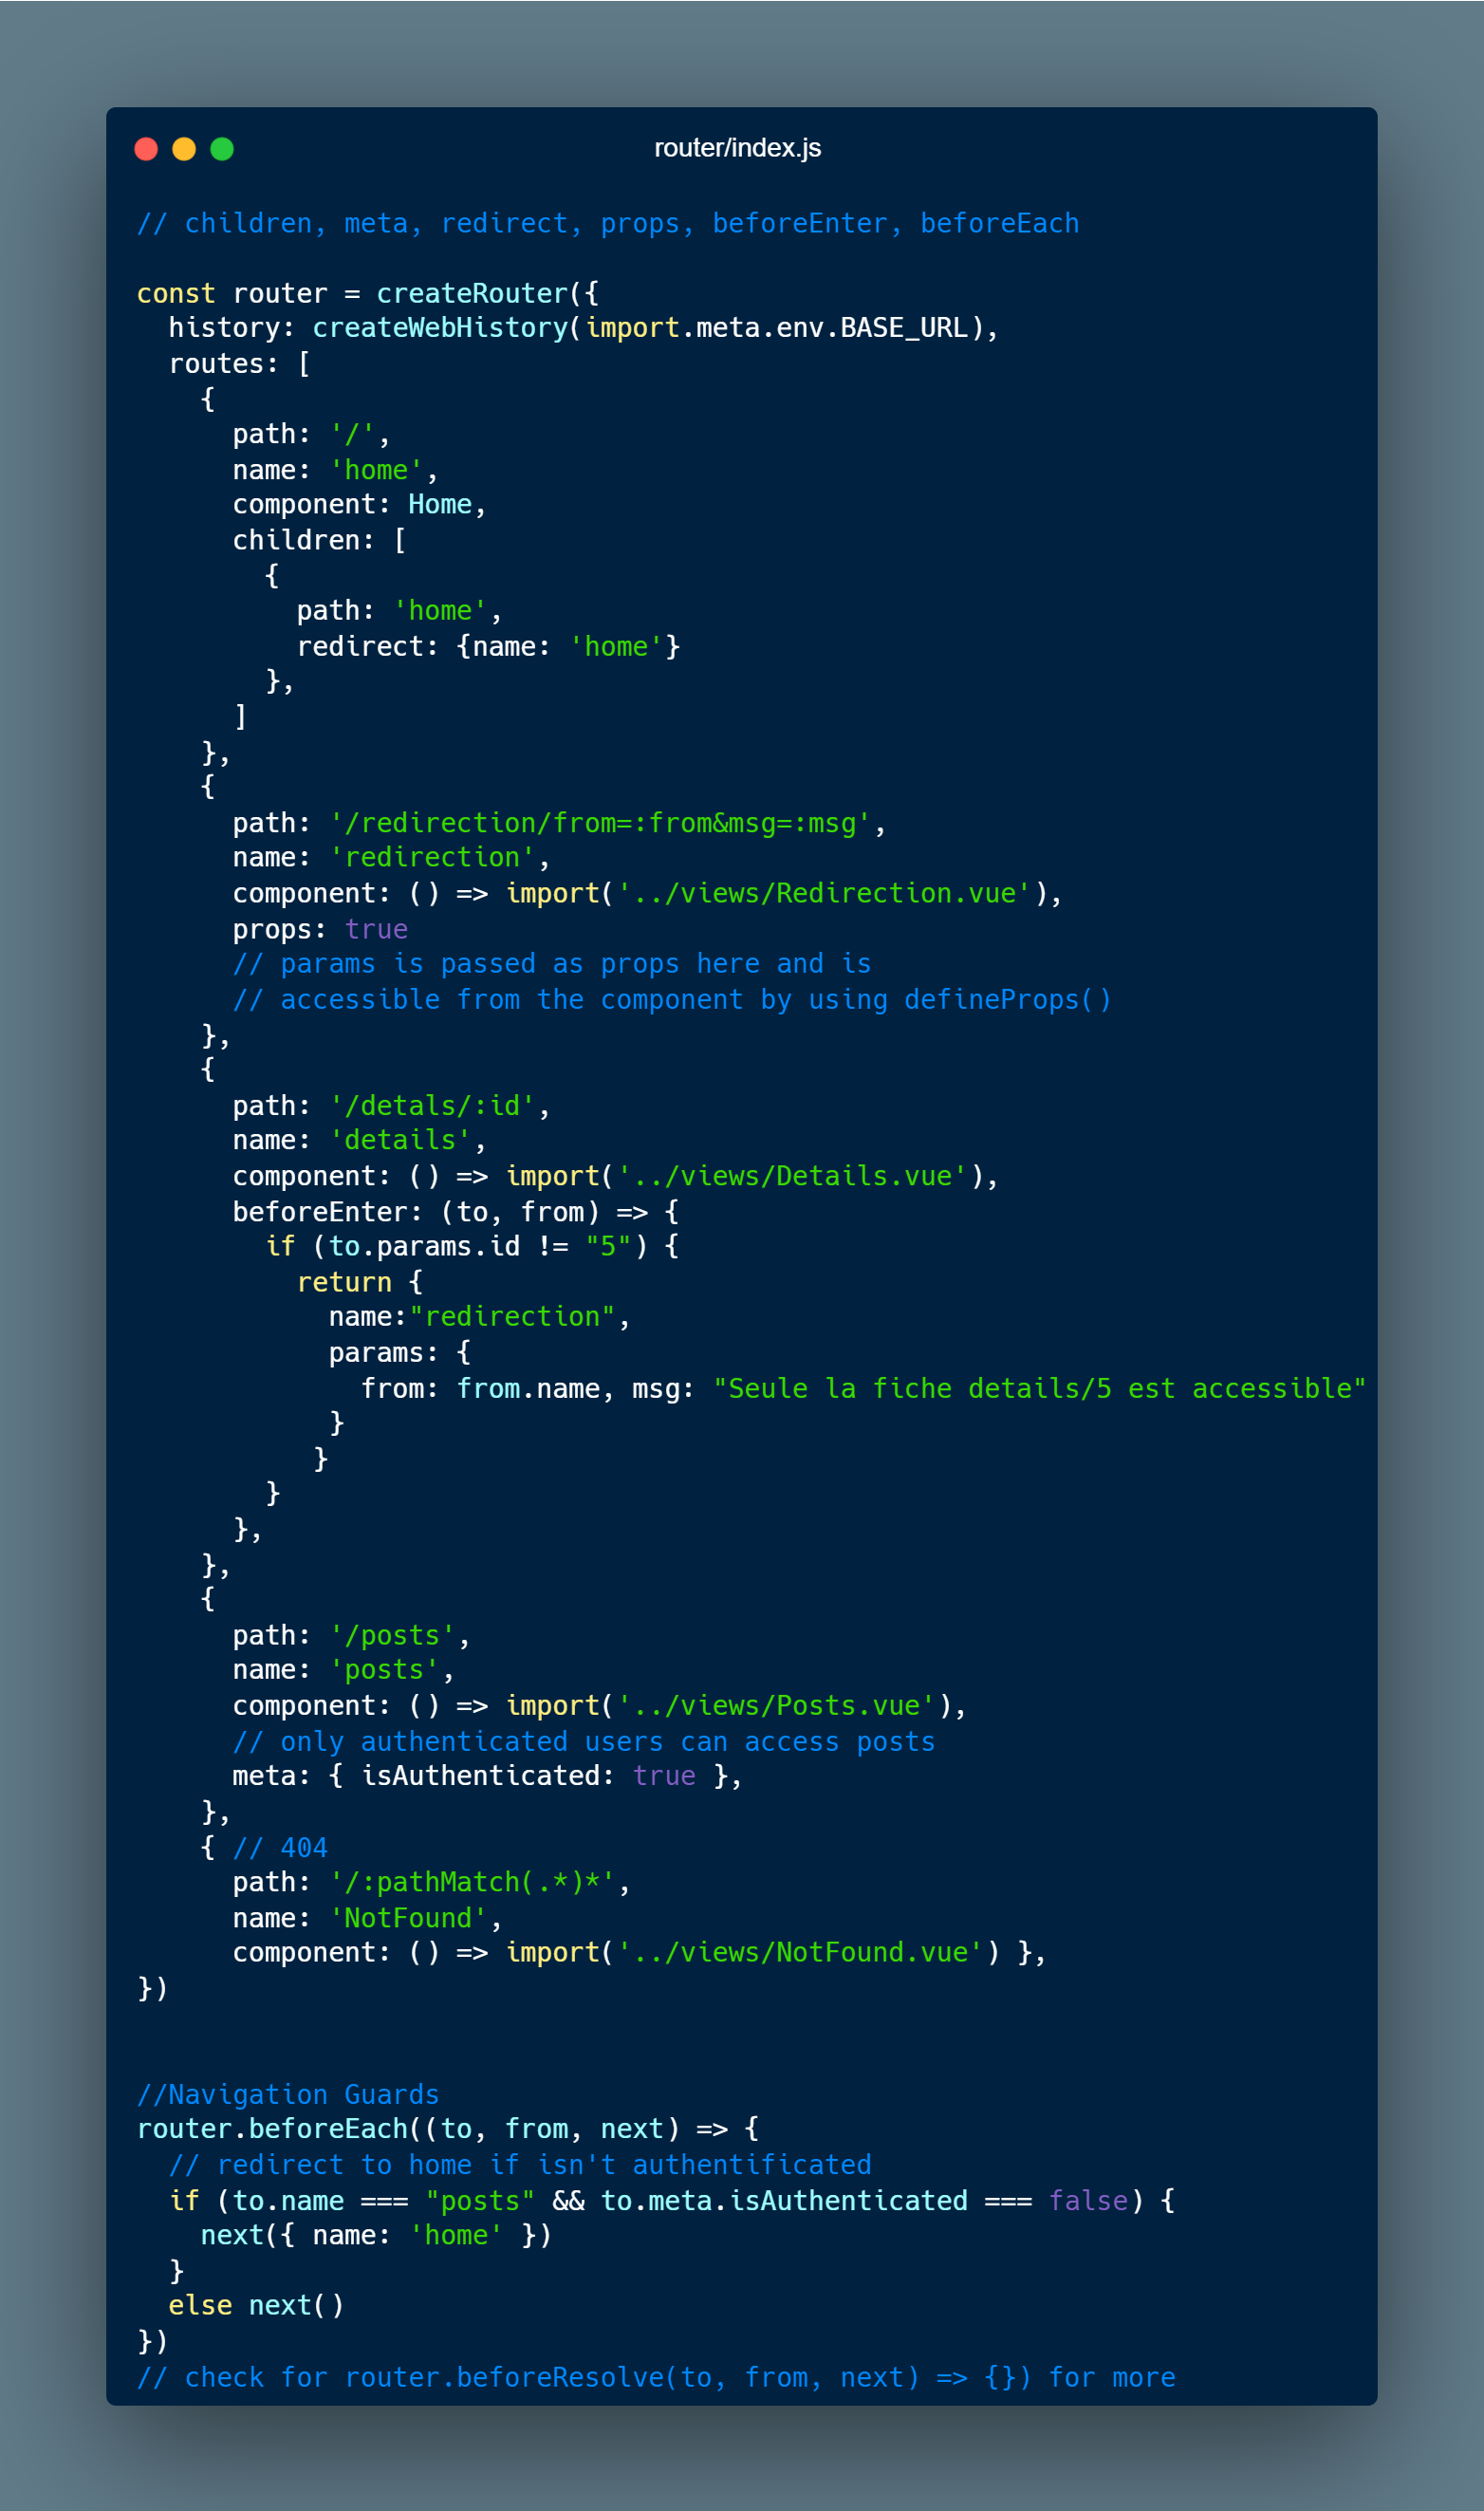 router/index.js
// children, meta, redirect, props, beforeEnter, beforeEach
const router = createRouter({
  history: createWebHistory(import.meta.env.BASE_URL),
  routes: [
    {
      path: '/',
      name: 'home',
      component: Home,
      children: [
        {
          path: 'home',
          redirect: {name: 'home'}
        },
      ]
    },
    {
      path: '/redirection/from=:from&msg=:msg',
      name: 'redirection',
      component: () => import('../views/Redirection.vue'),
      props: true
      // params is passed as props here and is
      // accessible from the component by using defineProps()
    },
    {
      path: '/detals/:id',
      name: 'details',
      component: () => import('../views/Details.vue'),
      beforeEnter: (to, from) => {
        if (to.params.id != "5") {
          return {
            name:"redirection",
            params: {
              from: from.name, msg: "Seule la fiche details/5 est accessible"
            }
           }
        }
      },
    },
    {
      path: '/posts',
      name: 'posts',
      component: () => import('../views/Posts.vue'),
      // only authenticated users can access posts
      meta: { isAuthenticated: true },
    },
    { // 404
      path: '/:pathMatch(.*)*',
      name: 'NotFound',
      component: () => import('../views/NotFound.vue') },
})
//Navigation Guards
router.beforeEach((to, from, next) => {
  // redirect to home if isn't authentificated
  if (to.name === "posts" && to.meta.isAuthenticated === false) {
    next({ name: 'home' })
  }
  else next()
})
// check for router.beforeResolve(to, from, next) => {}) for more